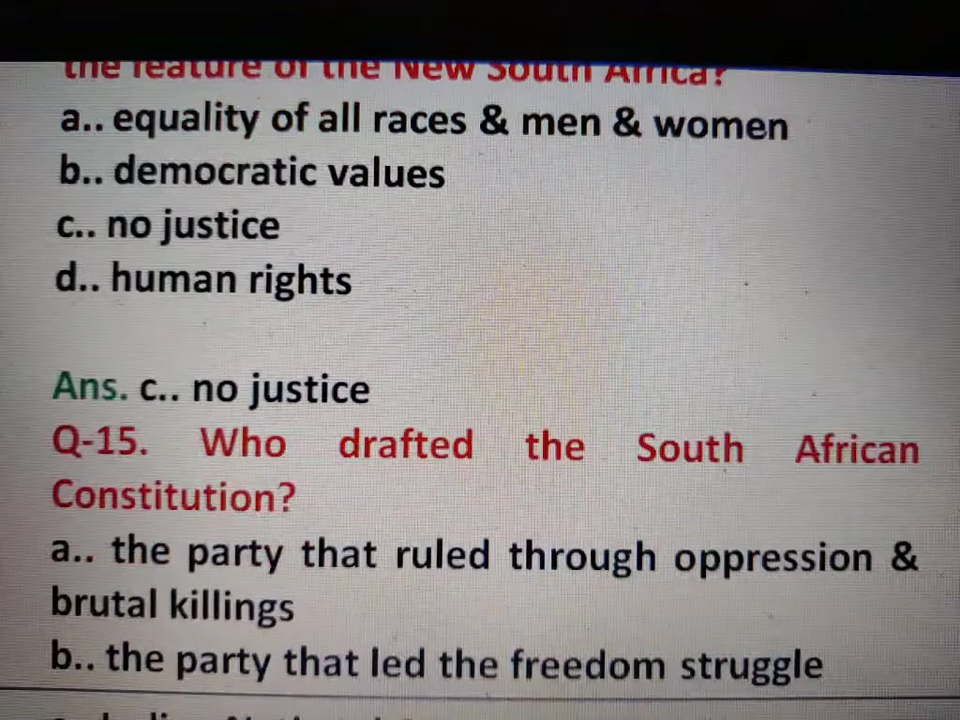 the feature of the New South Africa?
a.. equality of all races & men & women
b.. democratic values
c.. no justice
d.. human rights
Ans. c.. no justice
Q-15. Who drafted the South African
Constitution?
a.. the party that ruled through oppression &
brutal killings
b.. the party that led the freedom struggle